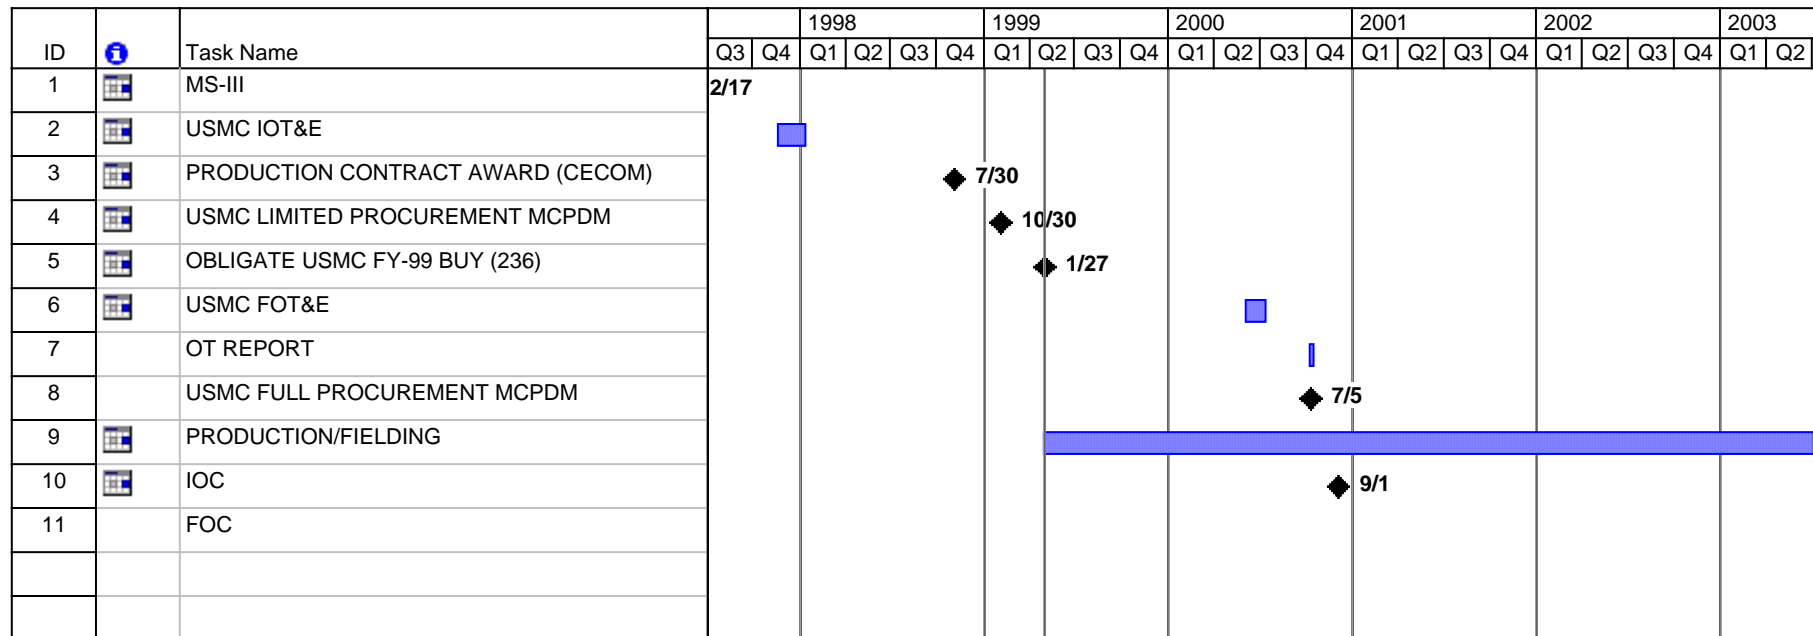 1998 1999 2000 2001 2002 2003
ID i Task Name Q3 Q4 Q1 Q2 Q3 Q4 Q1 Q2 Q3 Q4 Q1 Q2 Q3 Q4 Q1 Q2 Q3 Q4 Q1 Q2 Q3 Q4 Q1 Q2
1 MS-III 2/17
2 USMC IOT&E
3 PRODUCTION CONTRACT AWARD (CECOM) 7/30
4 USMC LIMITED PROCUREMENT MCPDM 10/30
5 OBLIGATE USMC FY-99 BUY (236) 1/27
6 USMC FOT&E
7 OT REPORT
8 USMC FULL PROCUREMENT MCPDM 7/5
9 PRODUCTION/FIELDING
10 IOC 9/1
11 FOC